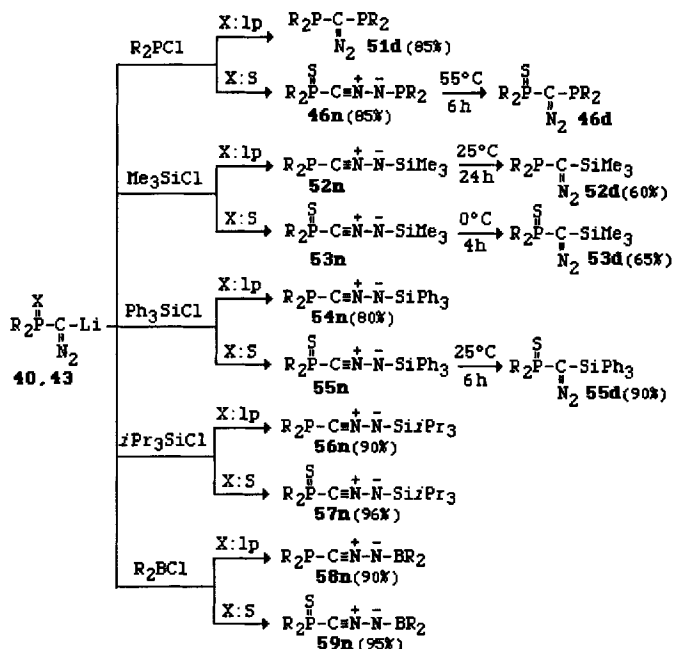 X:lp
R2P-C-PR2
N2 51d (85%)
R2PCl
X:S
S
R2P-C≡N+-N−-PR2
46n (85%)
55°C
6h
S
R2P-C-PR2
N2 46d
Me3SiCl
X:lp
R2P-C≡N+-N−-SiMe3
52n
25°C
24h
R2P-C-SiMe3
N2 52d (60%)
X:S
S
R2P-C≡N+-N−-SiMe3
53n
0°C
4h
S
R2P-C-SiMe3
N2 53d (65%)
X
R2P-C-Li
N2
40,43
Ph3SiCl
X:lp
R2P-C≡N+-N−-SiPh3
54n (80%)
X:S
S
R2P-C≡N+-N−-SiPh3
55n
25°C
6h
S
R2P-C-SiPh3
N2 55d (90%)
iPr3SiCl
X:lp
R2P-C≡N+-N−-SiiPr3
56n (90%)
X:S
S
R2P-C≡N+-N−-SiiPr3
57n (96%)
R2BCl
X:lp
R2P-C≡N+-N−-BR2
58n (90%)
X:S
S
R2P-C≡N+-N−-BR2
59n (95%)